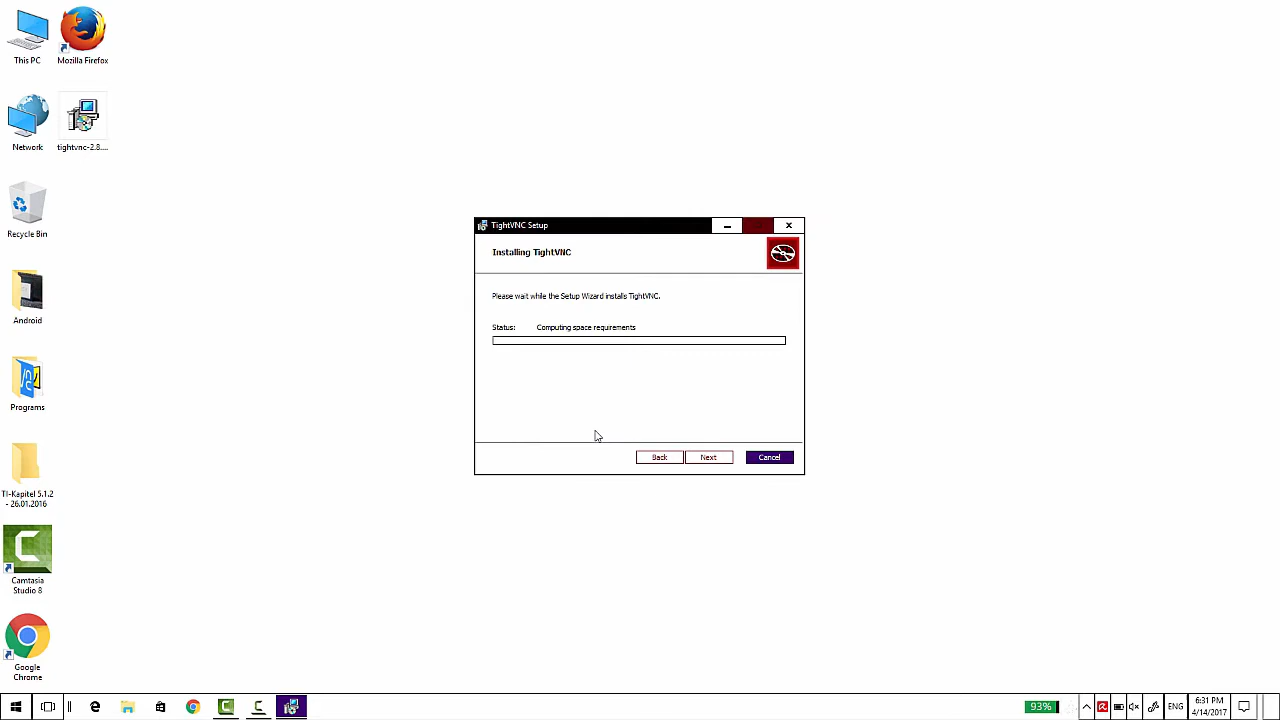 This PC
Mozilla Firefox
Network
tightvnc-2.8....
Recycle Bin
Android
Programs
TI-Kapitel 5.1.2
- 26.01.2016
Camtasia
Studio 8
Google
Chrome
TightVNC Setup
Installing TightVNC
Please wait while the Setup Wizard installs TightVNC.
Status: Computing space requirements
Back Next Cancel
93% ENG 6:31 PM
4/14/2017